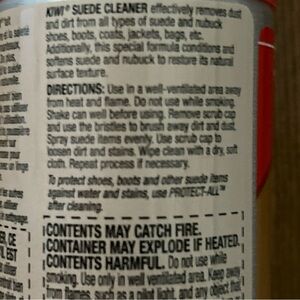 KIWI® SUEDE CLEANER effectively removes dust
and dirt from all types of suede and nubuck
shoes, boots, coats, jackets, bags, etc.
Additionally, this special formula conditions and
softens suede and nubuck to restore its natural
surface texture.
DIRECTIONS: Use in a well-ventilated area away
from heat and flame. Do not use while smoking.
Shake can well before using. Remove scrub cap
and use the bristles to brush away dirt and dust.
Spray suede items evenly. Use scrub cap to
loosen dirt and stains. Wipe clean with a dry, soft
cloth. Repeat process if necessary.
To protect shoes, boots and other suede items
against water and stains, use PROTECT-ALL™
after cleaning.
CONTENTS MAY CATCH FIRE.
CONTAINER MAY EXPLODE IF HEATED.
CONTENTS HARMFUL. Do not use while
smoking. Use only in well ventilated area. Keep away
from flames, such as a pilot light, and any object that